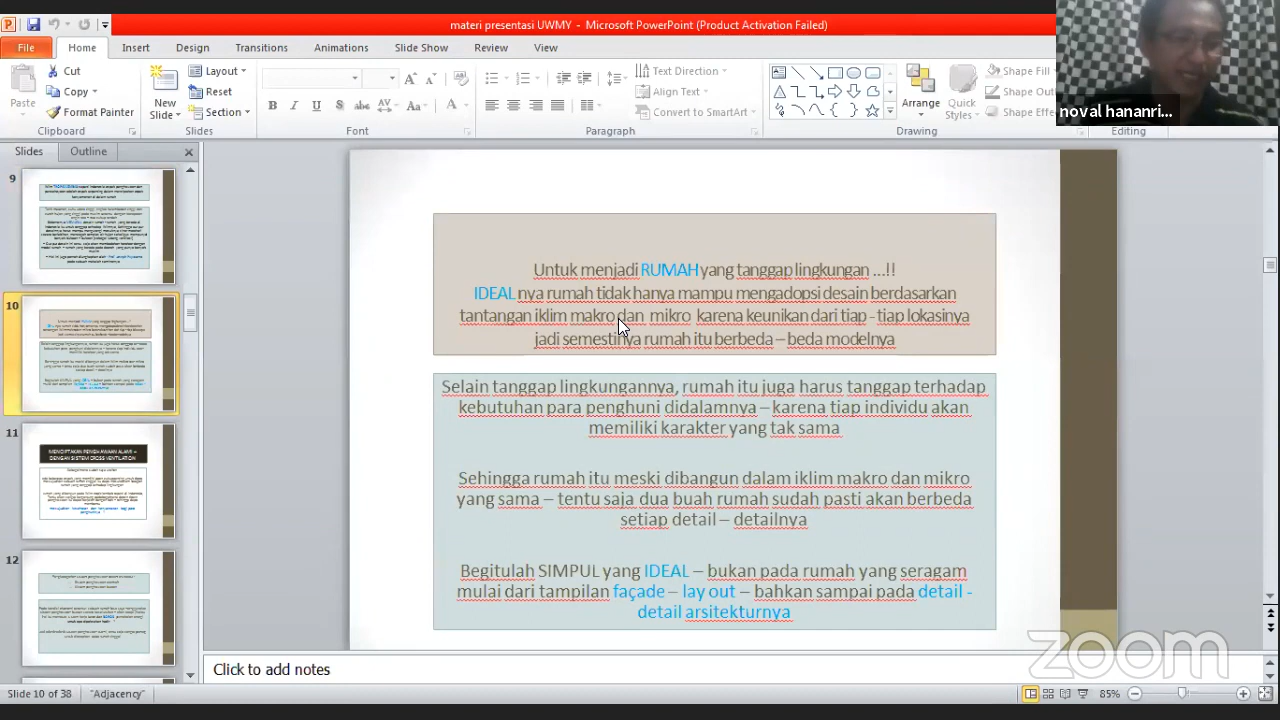 materi presentasi UWMY - Microsoft PowerPoint (Product Activation Failed)
File Home Insert Design Transitions Animations Slide Show Review View
Paste
Cut
Copy
Format Painter
Clipboard
New Slide
Layout
Reset
Section
Slides
Font
Paragraph
Text Direction
Align Text
Convert to SmartArt
Arrange
Quick Styles
Shape Fill
Drawing
Editing
noval hananri...
Slides Outline
9
10
11
12
Untuk menjadi RUMAH yang tanggap lingkungan ...!!
IDEAL nya rumah tidak hanya mampu mengadopsi desain berdasarkan
tantangan iklim makro dan mikro karena keunikan dari tiap - tiap lokasinya
jadi semestinya rumah itu berbeda – beda modelnya
Selain tanggap lingkungannya, rumah itu juga harus tanggap terhadap
kebutuhan para penghuni didalamnya – karena tiap individu akan
memiliki karakter yang tak sama
Sehingga rumah itu meski dibangun dalam iklim makro dan mikro
yang sama – tentu saja dua buah rumah suda pasti akan berbeda
setiap detail – detailnya
Begitulah SIMPUL yang IDEAL – bukan pada rumah yang seragam
mulai dari tampilan façade – lay out – bahkan sampai pada detail -
detail arsitekturnya
Click to add notes
Slide 10 of 38 "Adjacency" 85%
zoom